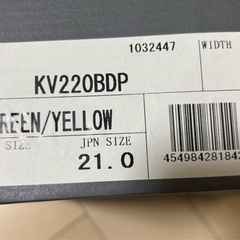 1032447 WIDTH
KV220BDP
REEN/YELLOW
SIZE JPN SIZE
21.0
454984281842